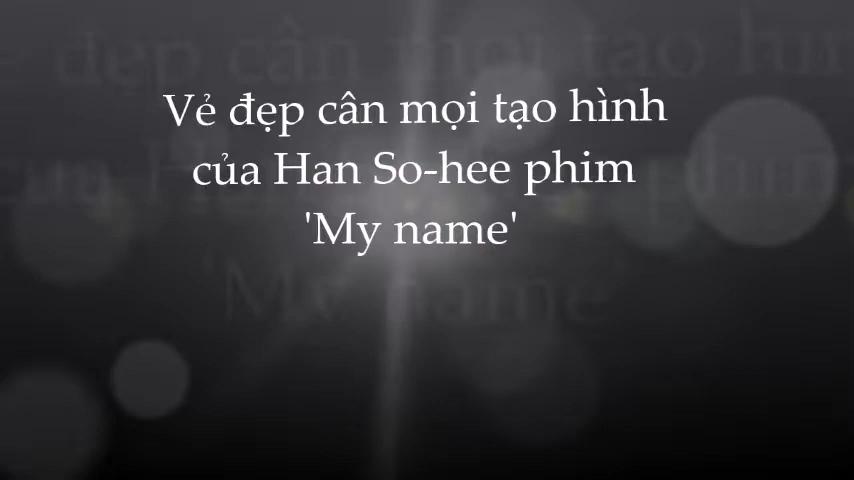 Vẻ đẹp cân mọi tạo hình
của Han So-hee phim
'My name'